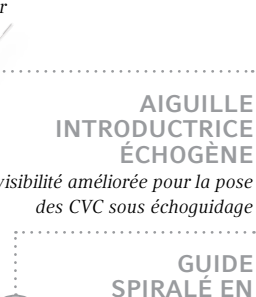 AIGUILLE
INTRODUCTRICE
ÉCHOGÈNE
visibilité améliorée pour la pose
des CVC sous échoguidage
GUIDE
SPIRALÉ EN